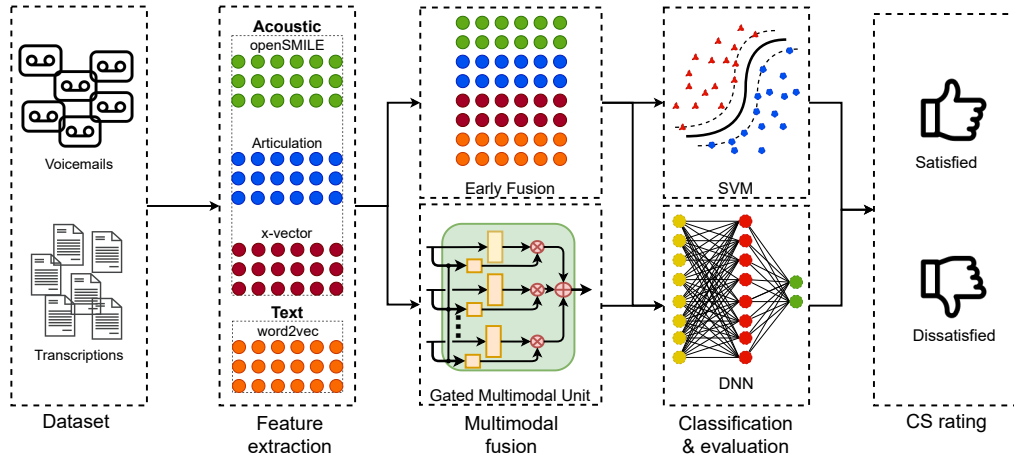 Voicemails
Transcriptions
Dataset
Acoustic
openSMILE
Articulation
x-vector
Text
word2vec
Feature
extraction
Early Fusion
Gated Multimodal Unit
Multimodal
fusion
SVM
DNN
Classification
& evaluation
Satisfied
Dissatisfied
CS rating